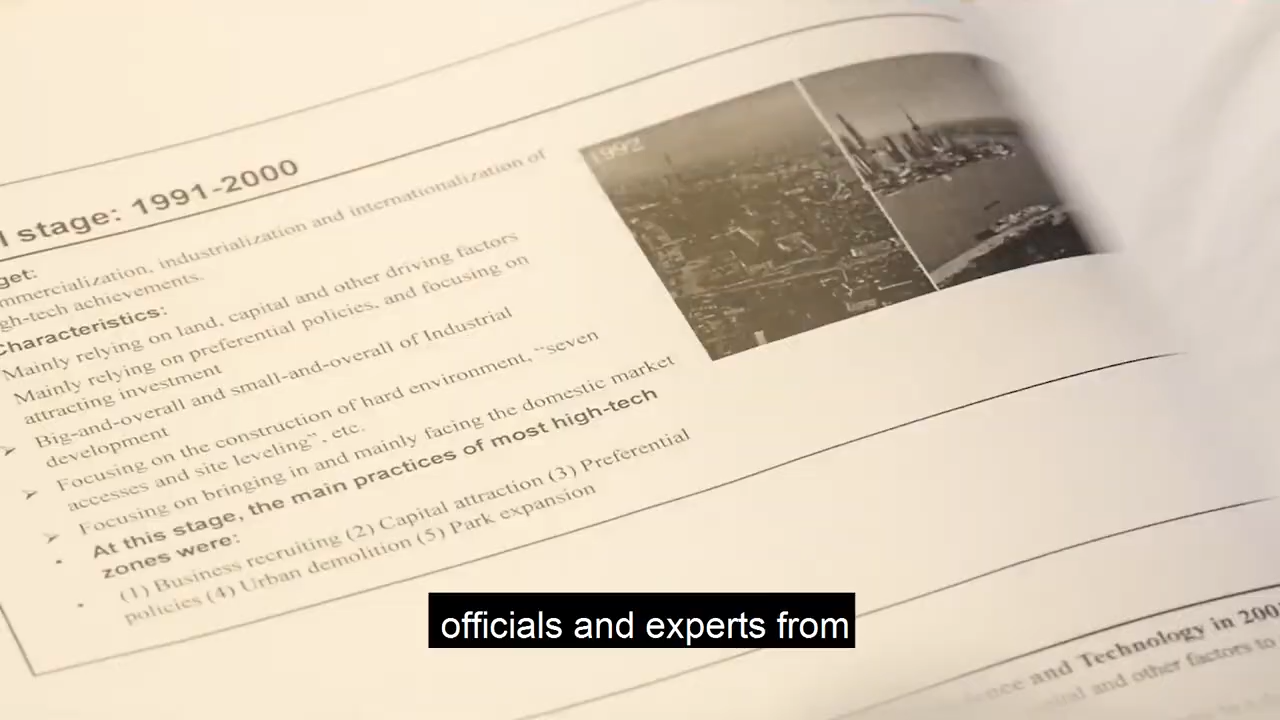 l stage: 1991-2000
get:
mmercialization, industrialization and internationalization of
gh-tech achievements.
Characteristics:
Mainly relying on land, capital and other driving factors
Mainly relying on preferential policies, and focusing on
attracting investment
Big-and-overall and small-and-overall of Industrial
development
Focusing on the construction of hard environment, “seven
accesses and site leveling”, etc.
Focusing on bringing in and mainly facing the domestic market
At this stage, the main practices of most high-tech
zones were:
(1) Business recruiting (2) Capital attraction (3) Preferential
policies (4) Urban demolition (5) Park expansion
1992
and Technology in 200
and other factors to
officials and experts from